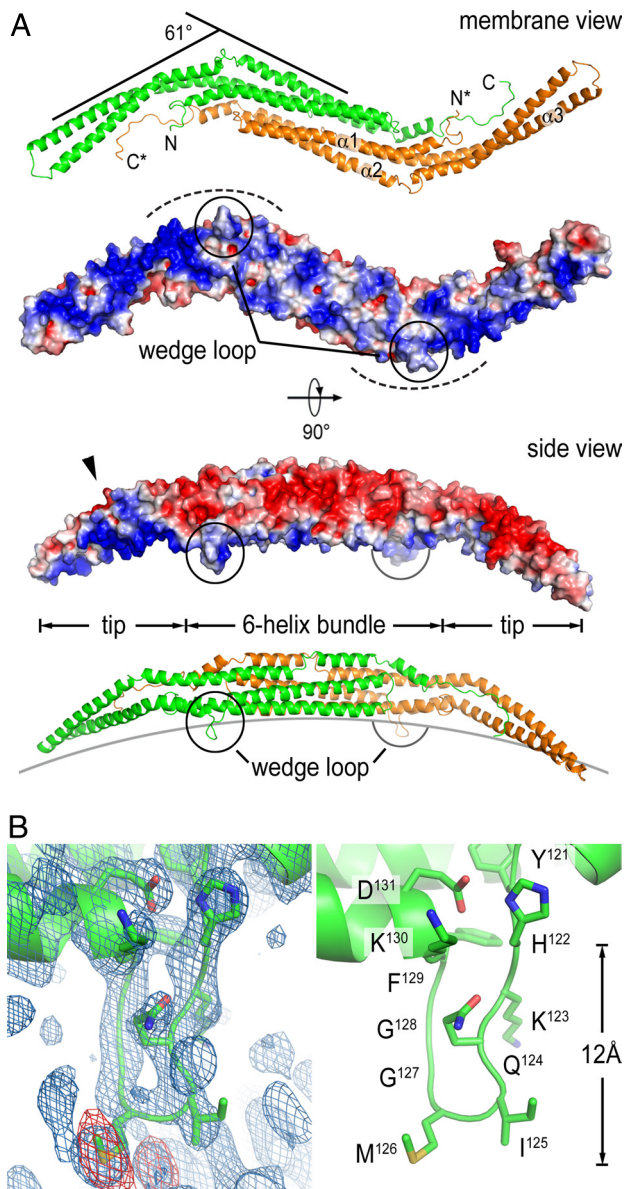 A
membrane view
61°
C
N*
N
C*
α1
α2
α3
wedge loop
90°
side view
tip
6-helix bundle
tip
wedge loop
B
Y121
D131
K130
H122
F129
K123
G128
12Å
Q124
G127
M126
I125